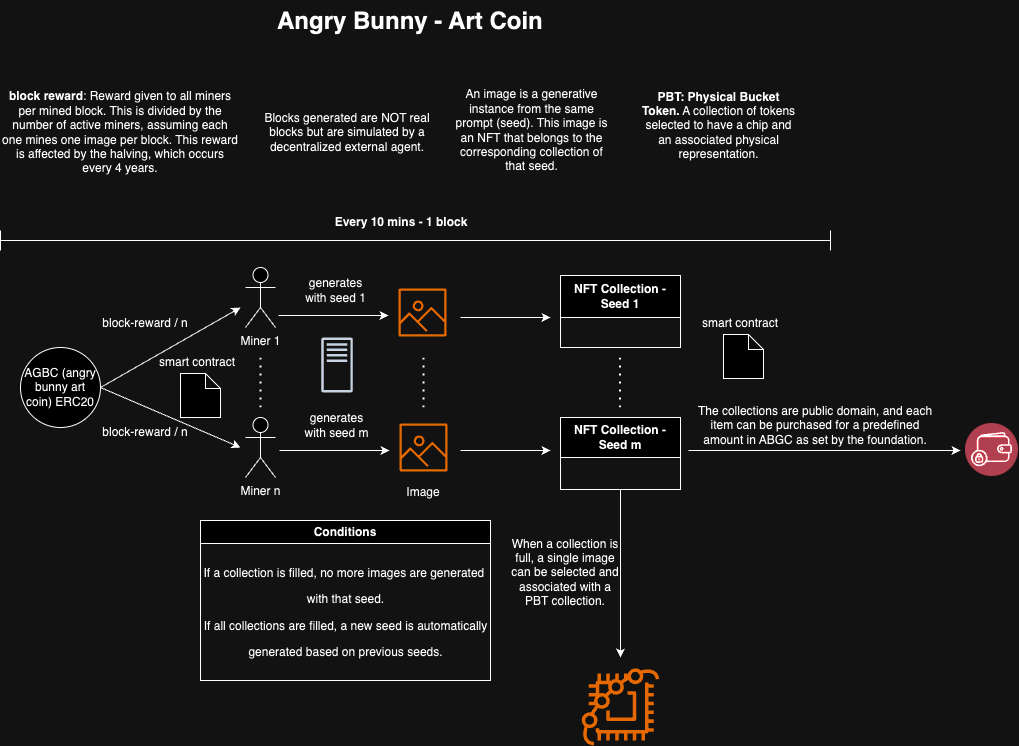 Angry Bunny - Art Coin
block reward: Reward given to all miners
per mined block. This is divided by the
number of active miners, assuming each
one mines one image per block. This reward
is affected by the halving, which occurs
every 4 years.
Blocks generated are NOT real
blocks but are simulated by a
decentralized external agent.
An image is a generative
instance from the same
prompt (seed). This image is
an NFT that belongs to the
corresponding collection of
that seed.
PBT: Physical Bucket
Token. A collection of tokens
selected to have a chip and
an associated physical
representation.
Every 10 mins - 1 block
AGBC (angry
bunny art
coin) ERC20
block-reward / n
smart contract
block-reward / n
Miner 1
Miner n
generates
with seed 1
generates
with seed m
Image
NFT Collection -
Seed 1
smart contract
NFT Collection -
Seed m
The collections are public domain, and each
item can be purchased for a predefined
amount in ABGC as set by the foundation.
Conditions
If a collection is filled, no more images are generated
with that seed.
If all collections are filled, a new seed is automatically
generated based on previous seeds.
When a collection is
full, a single image
can be selected and
associated with a
PBT collection.